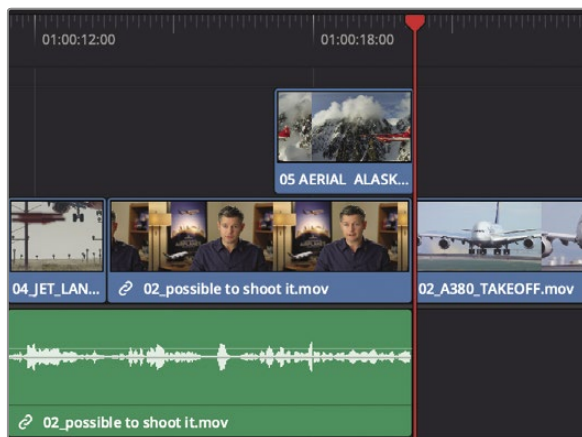 01:00:12:00
01:00:18:00
05 AERIAL ALASK...
04_JET_LAN...
02_possible to shoot it.mov
02_A380_TAKEOFF.mov
02_possible to shoot it.mov